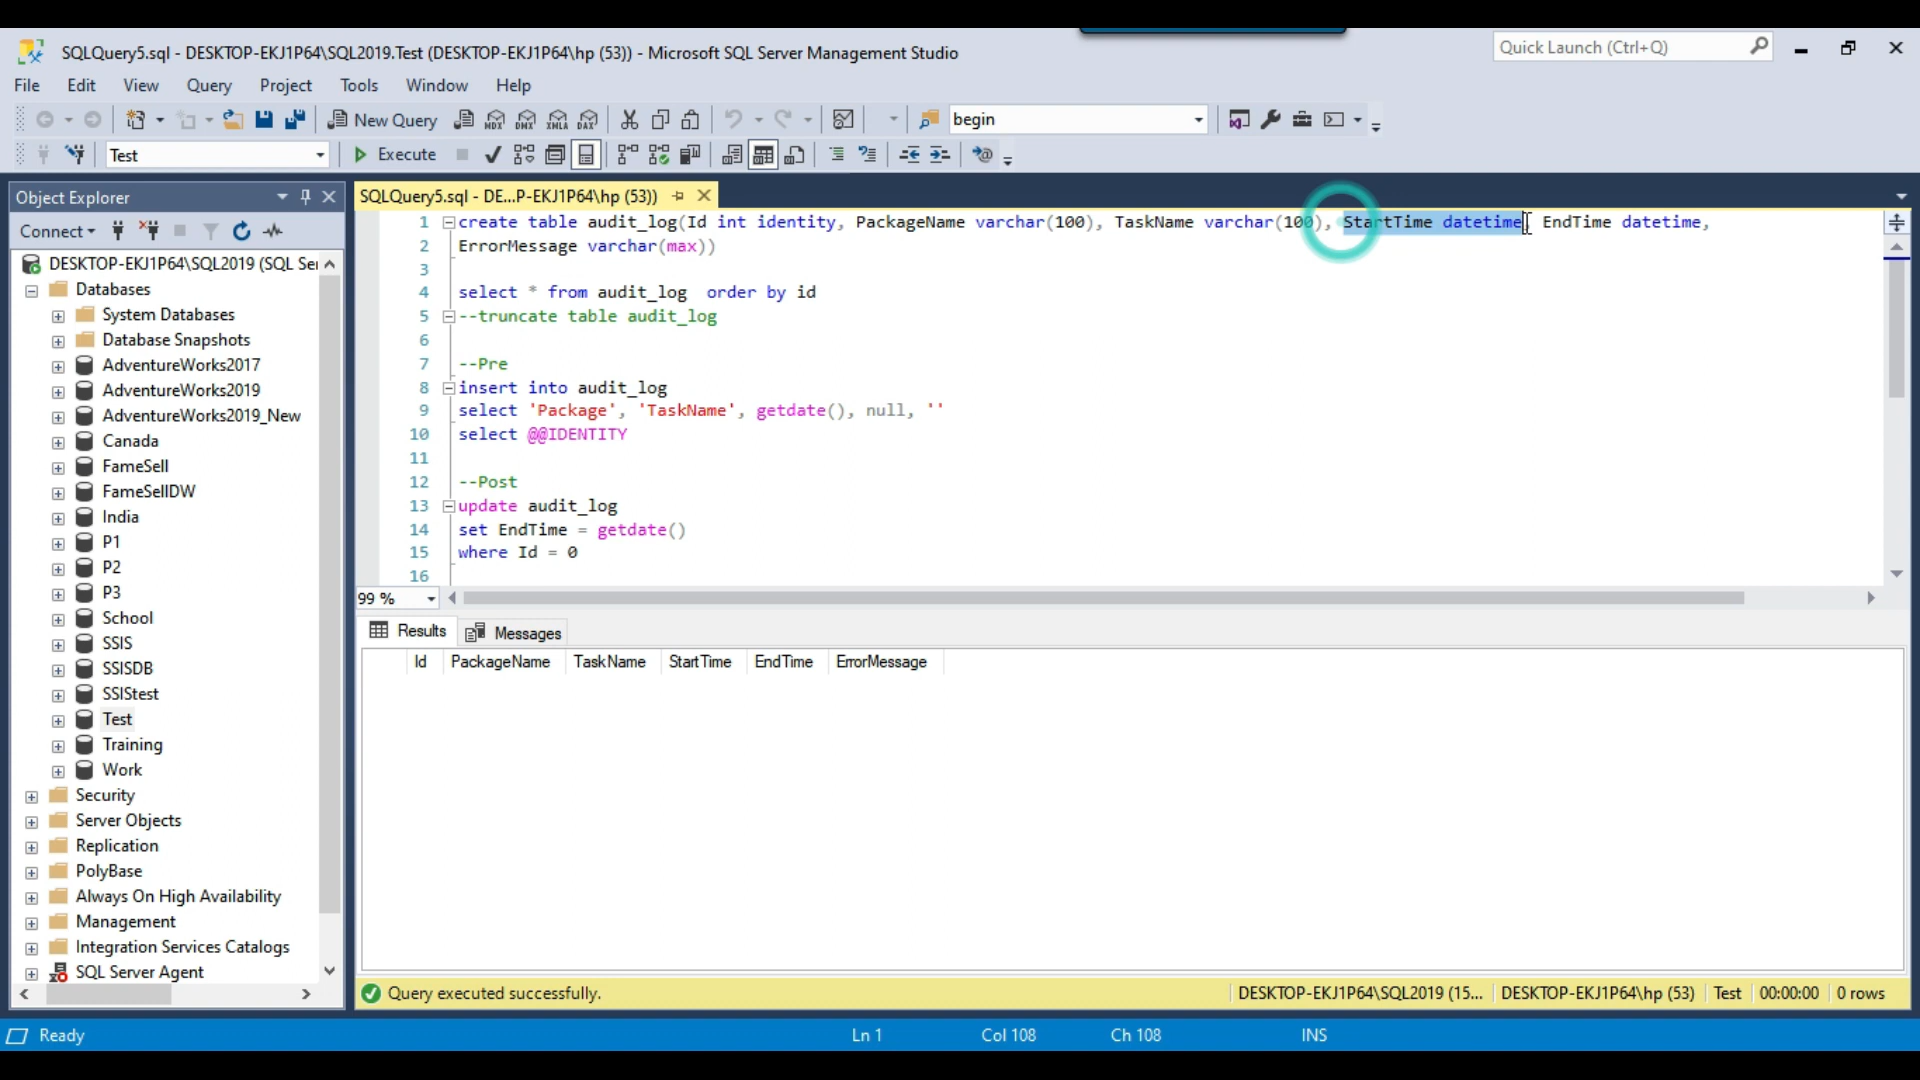 SQLQuery5.sql - DESKTOP-EKJ1P64\SQL2019.Test (DESKTOP-EKJ1P64\hp (53)) - Microsoft SQL Server Management Studio
Quick Launch (Ctrl+Q)
File Edit View Query Project Tools Window Help
New Query MDX DMX XMLA DAX begin
Test Execute
Object Explorer
SQLQuery5.sql - DE...P-EKJ1P64\hp (53))
Connect
DESKTOP-EKJ1P64\SQL2019 (SQL Se
Databases
System Databases
Database Snapshots
AdventureWorks2017
AdventureWorks2019
AdventureWorks2019_New
Canada
FameSell
FameSellDW
India
P1
P2
P3
School
SSIS
SSISDB
SSIStest
Test
Training
Work
Security
Server Objects
Replication
PolyBase
Always On High Availability
Management
Integration Services Catalogs
SQL Server Agent
1 create table audit_log(Id int identity, PackageName varchar(100), TaskName varchar(100), StartTime datetime, EndTime datetime,
2 ErrorMessage varchar(max))
3
4 select * from audit_log  order by id
5 --truncate table audit_log
6
7 --Pre
8 insert into audit_log
9 select 'Package', 'TaskName', getdate(), null, ''
10 select @@IDENTITY
11
12 --Post
13 update audit_log
14 set EndTime = getdate()
15 where Id = 0
16
99 %
Results Messages
Id PackageName TaskName StartTime EndTime ErrorMessage
Query executed successfully.
DESKTOP-EKJ1P64\SQL2019 (15... DESKTOP-EKJ1P64\hp (53) Test 00:00:00 0 rows
Ready Ln 1 Col 108 Ch 108 INS